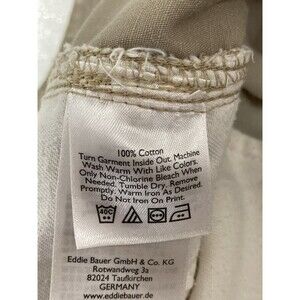 100% Cotton
Turn Garment Inside Out. Machine
Wash Warm With Like Colors.
Only Non-Chlorine Bleach When
Needed. Tumble Dry. Remove
Promptly. Warm Iron As Desired.
Do Not Iron On Print.
40C
Eddie Bauer GmbH & Co. KG
Rotwandweg 3a
82024 Taufkirchen
GERMANY
www.eddiebauer.de